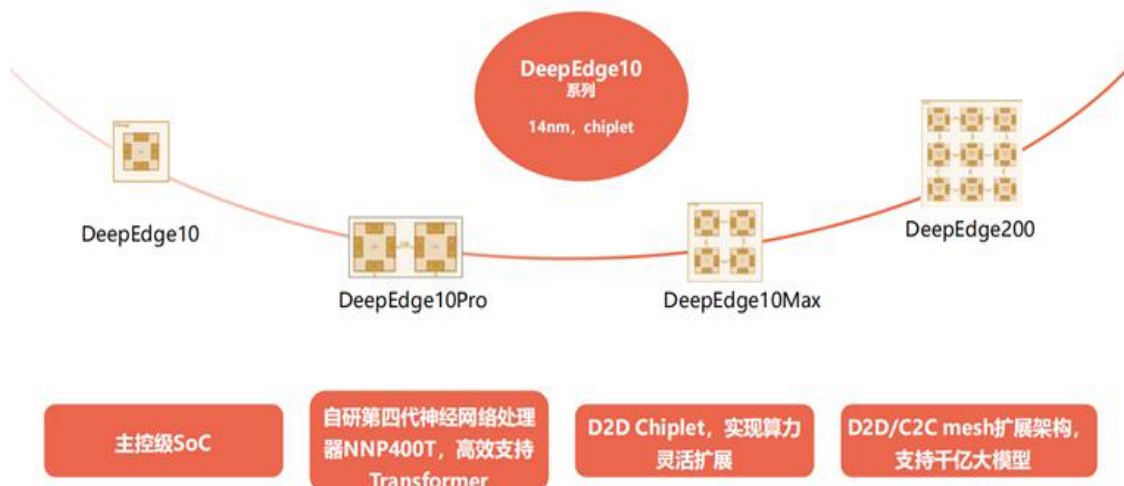 DeepEdge10
系列
14nm，chiplet
DeepEdge10
DeepEdge10Pro
DeepEdge10Max
DeepEdge200
主控级SoC
自研第四代神经网络处理
器NNP400T，高效支持
Transformer
D2D Chiplet，实现算力
灵活扩展
D2D/C2C mesh扩展架构，
支持千亿大模型